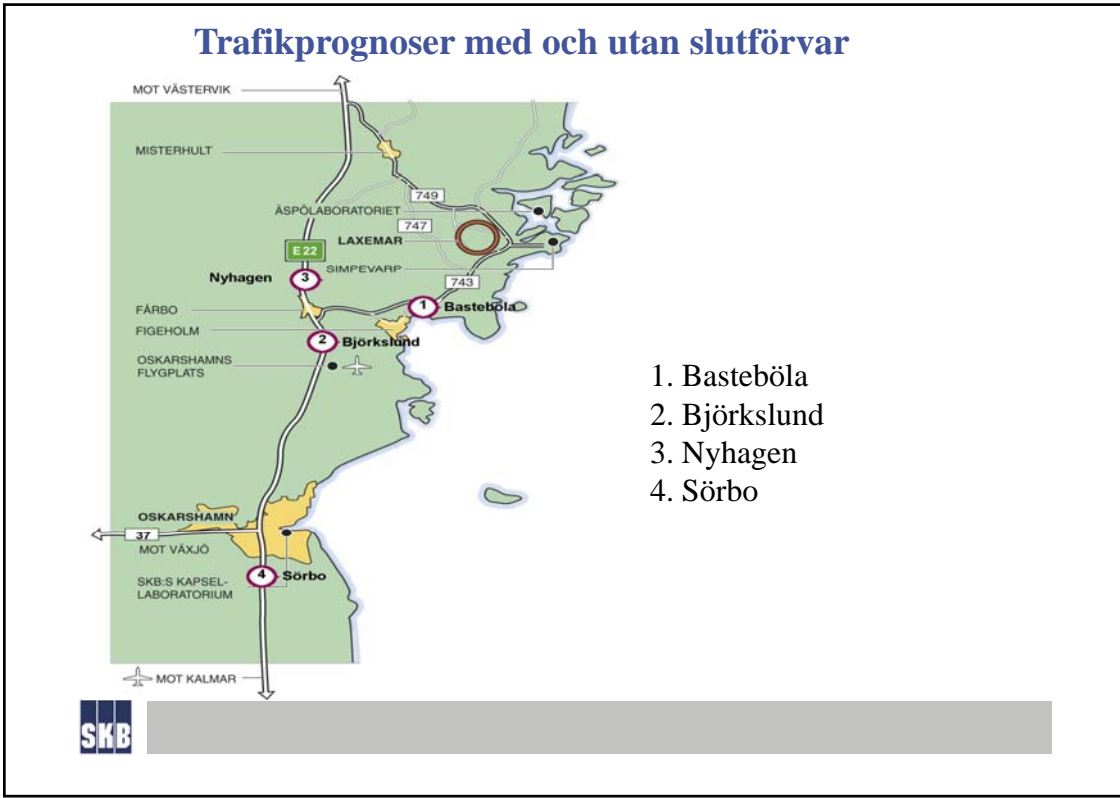 Trafikprognoser med och utan slutförvar
MOT VÄSTERVIK
MISTERHULT
749
ÄSPÖLABORATORIET
747
LAXEMAR
E 22
Nyhagen
3
SIMPEVARP
743
FÅRBO
1
Basteböla
FIGEHOLM
2
Björkslund
OSKARSHAMNS
FLYGPLATS
1. Basteböla
2. Björkslund
3. Nyhagen
4. Sörbo
OSKARSHAMN
37
MOT VÄXJÖ
4
Sörbo
SKB:S KAPSEL-
LABORATORIUM
MOT KALMAR
SKB